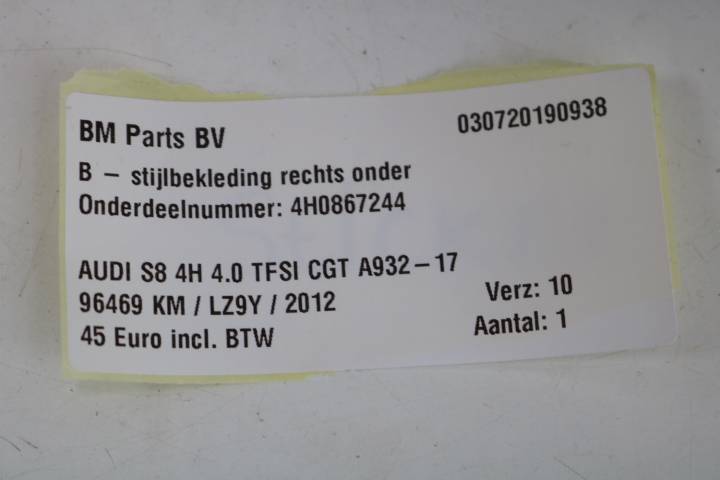 BM Parts BV
030720190938
B – stijlbekleding rechts onder
Onderdeelnummer: 4H0867244
AUDI S8 4H 4.0 TFSI CGT A932-17
96469 KM / LZ9Y / 2012
Verz: 10
45 Euro incl. BTW
Aantal: 1